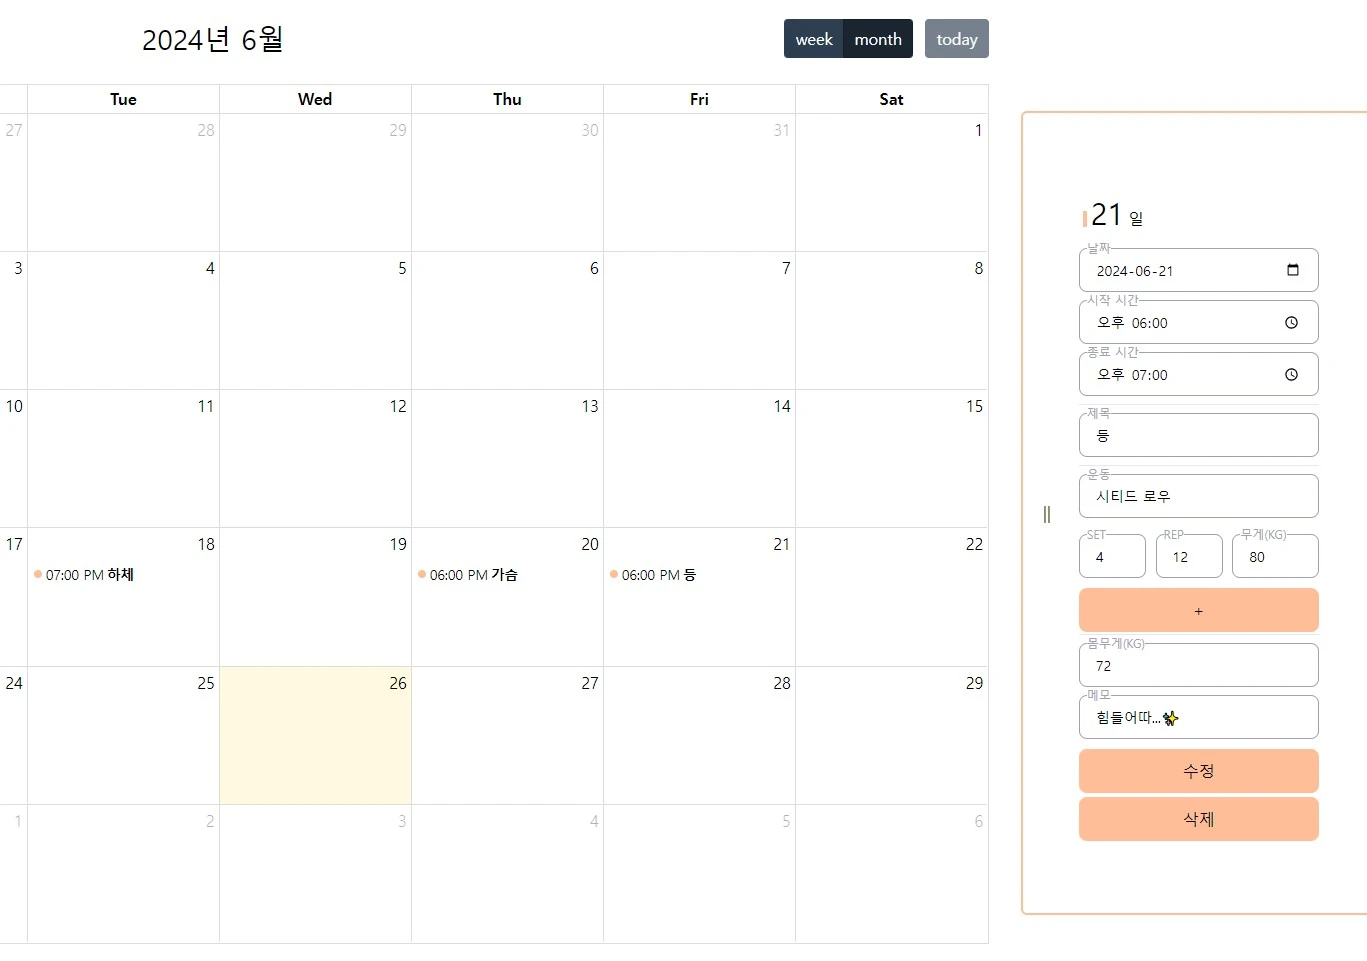 2024년 6월
week month today
Tue Wed Thu Fri Sat
27 28 29 30 31 1
3 4 5 6 7 8
10 11 12 13 14 15
17 18 19 20 21 22
07:00 PM 하체 06:00 PM 가슴 06:00 PM 등
24 25 26 27 28 29
1 2 3 4 5 6
21 일
날짜
2024-06-21
시작 시간
오후 06:00
종료 시간
오후 07:00
제목
등
운동
시티드 로우
SET REP 무게(KG)
4 12 80
+
몸무게(KG)
72
메모
힘들어따...✨
수정
삭제